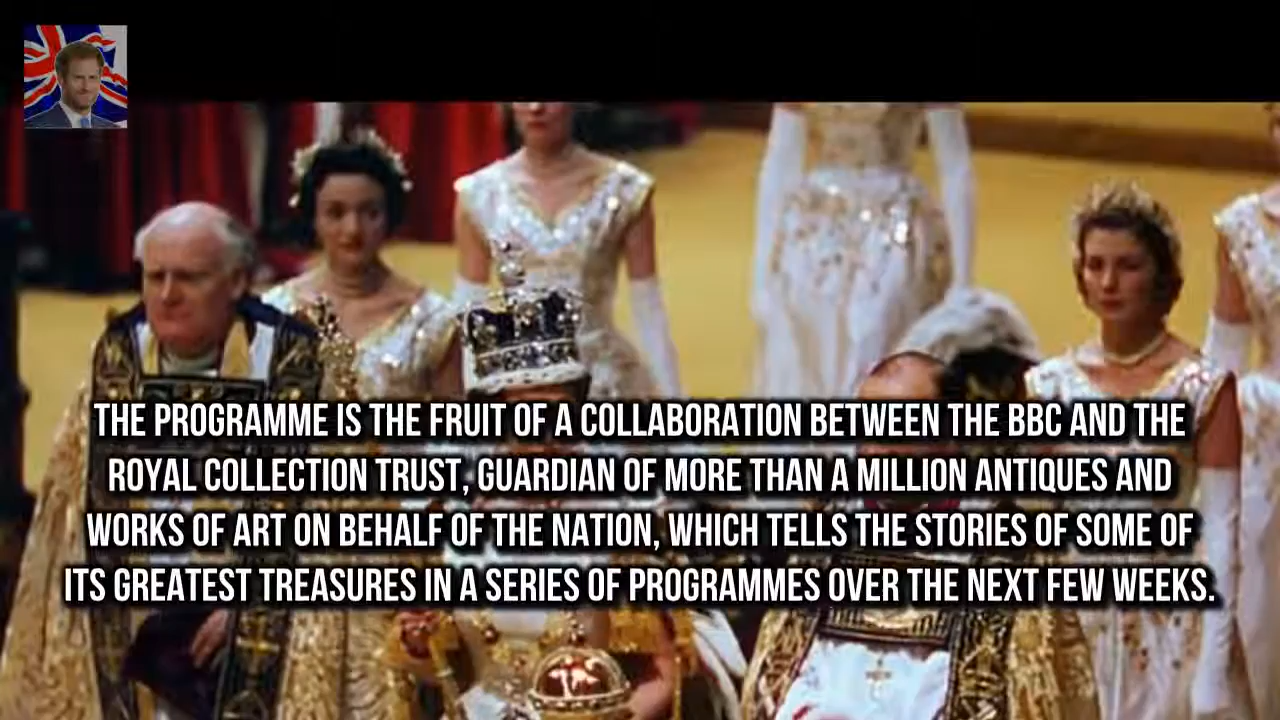 THE PROGRAMME IS THE FRUIT OF A COLLABORATION BETWEEN THE BBC AND THE
ROYAL COLLECTION TRUST, GUARDIAN OF MORE THAN A MILLION ANTIQUES AND
WORKS OF ART ON BEHALF OF THE NATION, WHICH TELLS THE STORIES OF SOME OF
ITS GREATEST TREASURES IN A SERIES OF PROGRAMMES OVER THE NEXT FEW WEEKS.